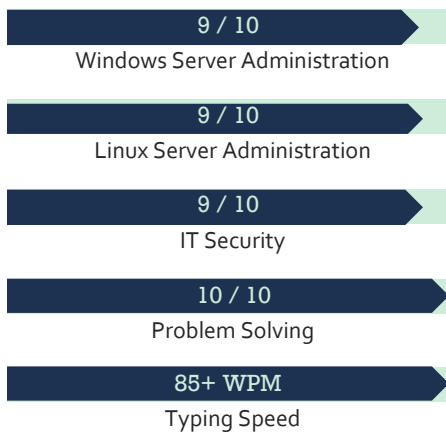 9 / 10
Windows Server Administration
9 / 10
Linux Server Administration
9 / 10
IT Security
10 / 10
Problem Solving
85+ WPM
Typing Speed